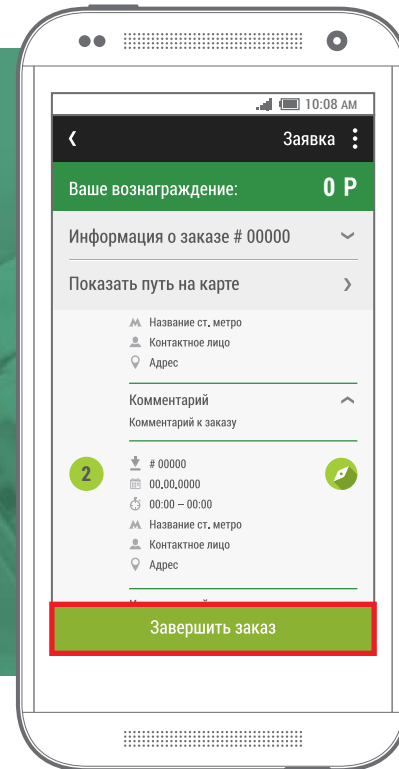 10:08 AM
Заявка
Ваше вознаграждение: 0 Р
Информация о заказе # 00000
Показать путь на карте
Название ст. метро
Контактное лицо
Адрес
Комментарий
Комментарий к заказу
2
# 00000
00.00.0000
00:00 – 00:00
Название ст. метро
Контактное лицо
Адрес
Завершить заказ